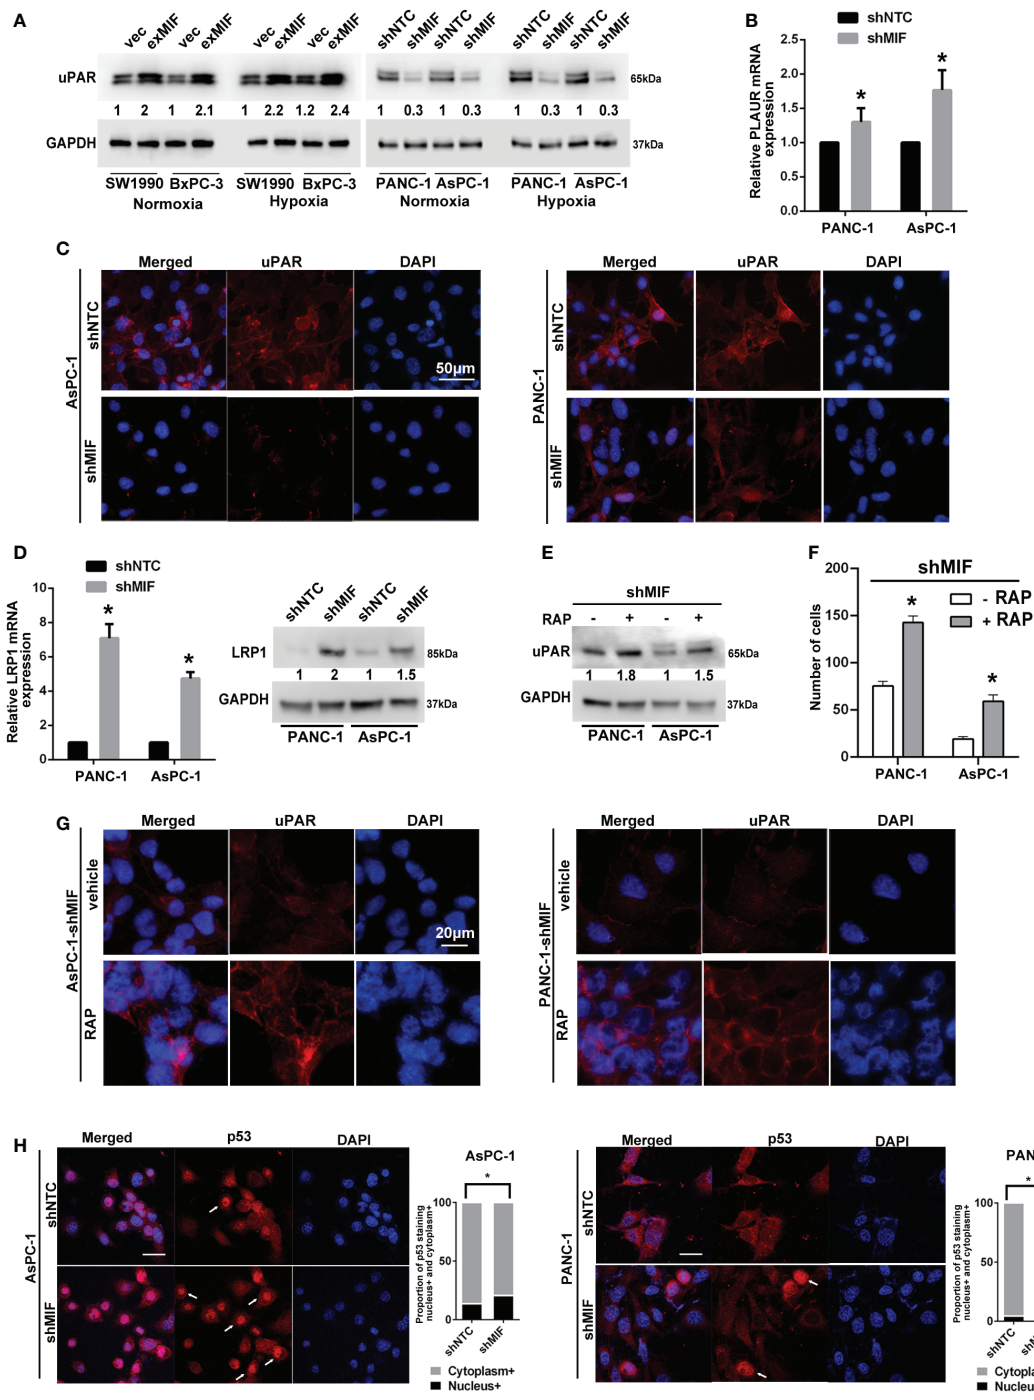 A
vec exMIF vec exMIF vec exMIF vec exMIF shNTC shMIF shNTC shMIF shNTC shMIF shNTC shMIF
uPAR
65kDa
1 2 1 2.1 1 2.2 1.2 2.4 1 0.3 1 0.3 1 0.3 1 0.3
GAPDH
37kDa
SW1990 BxPC-3 SW1990 BxPC-3 PANC-1 AsPC-1 PANC-1 AsPC-1
Normoxia Hypoxia Normoxia Hypoxia
B
shNTC
shMIF
Relative PLAUR mRNA expression
2.5
2.0
1.5
1.0
0.5
0.0
* *
PANC-1 AsPC-1
C
Merged uPAR DAPI
AsPC-1
shNTC
50µm
shMIF
Merged uPAR DAPI
PANC-1
shNTC
shMIF
D
shNTC
shMIF
Relative LRP1 mRNA expression
10
8
6
4
2
0
* *
PANC-1 AsPC-1
shNTC shMIF shNTC shMIF
LRP1
85kDa
1 2 1 1.5
GAPDH
37kDa
PANC-1 AsPC-1
E
shMIF
RAP - + - +
uPAR
65kDa
1 1.8 1 1.5
GAPDH
37kDa
PANC-1 AsPC-1
F
shMIF
- RAP
+ RAP
Number of cells
200
150
100
50
0
* *
PANC-1 AsPC-1
G
Merged uPAR DAPI
AsPC-1-shMIF
vehicle
20µm
RAP
Merged uPAR DAPI
PANC-1-shMIF
vehicle
RAP
H
Merged p53 DAPI
AsPC-1
shNTC
shMIF
AsPC-1
*
Proportion of p53 staining
nucleus+ and cytoplasm+
100
50
0
shNTC shMIF
Cytoplasm+
Nucleus+
Merged p53 DAPI
PANC-1
shNTC
shMIF
PAN
*
Proportion of p53 staining
nucleus+ and cytoplasm+
100
50
0
shNTC shM
Cytopla
Nucleus